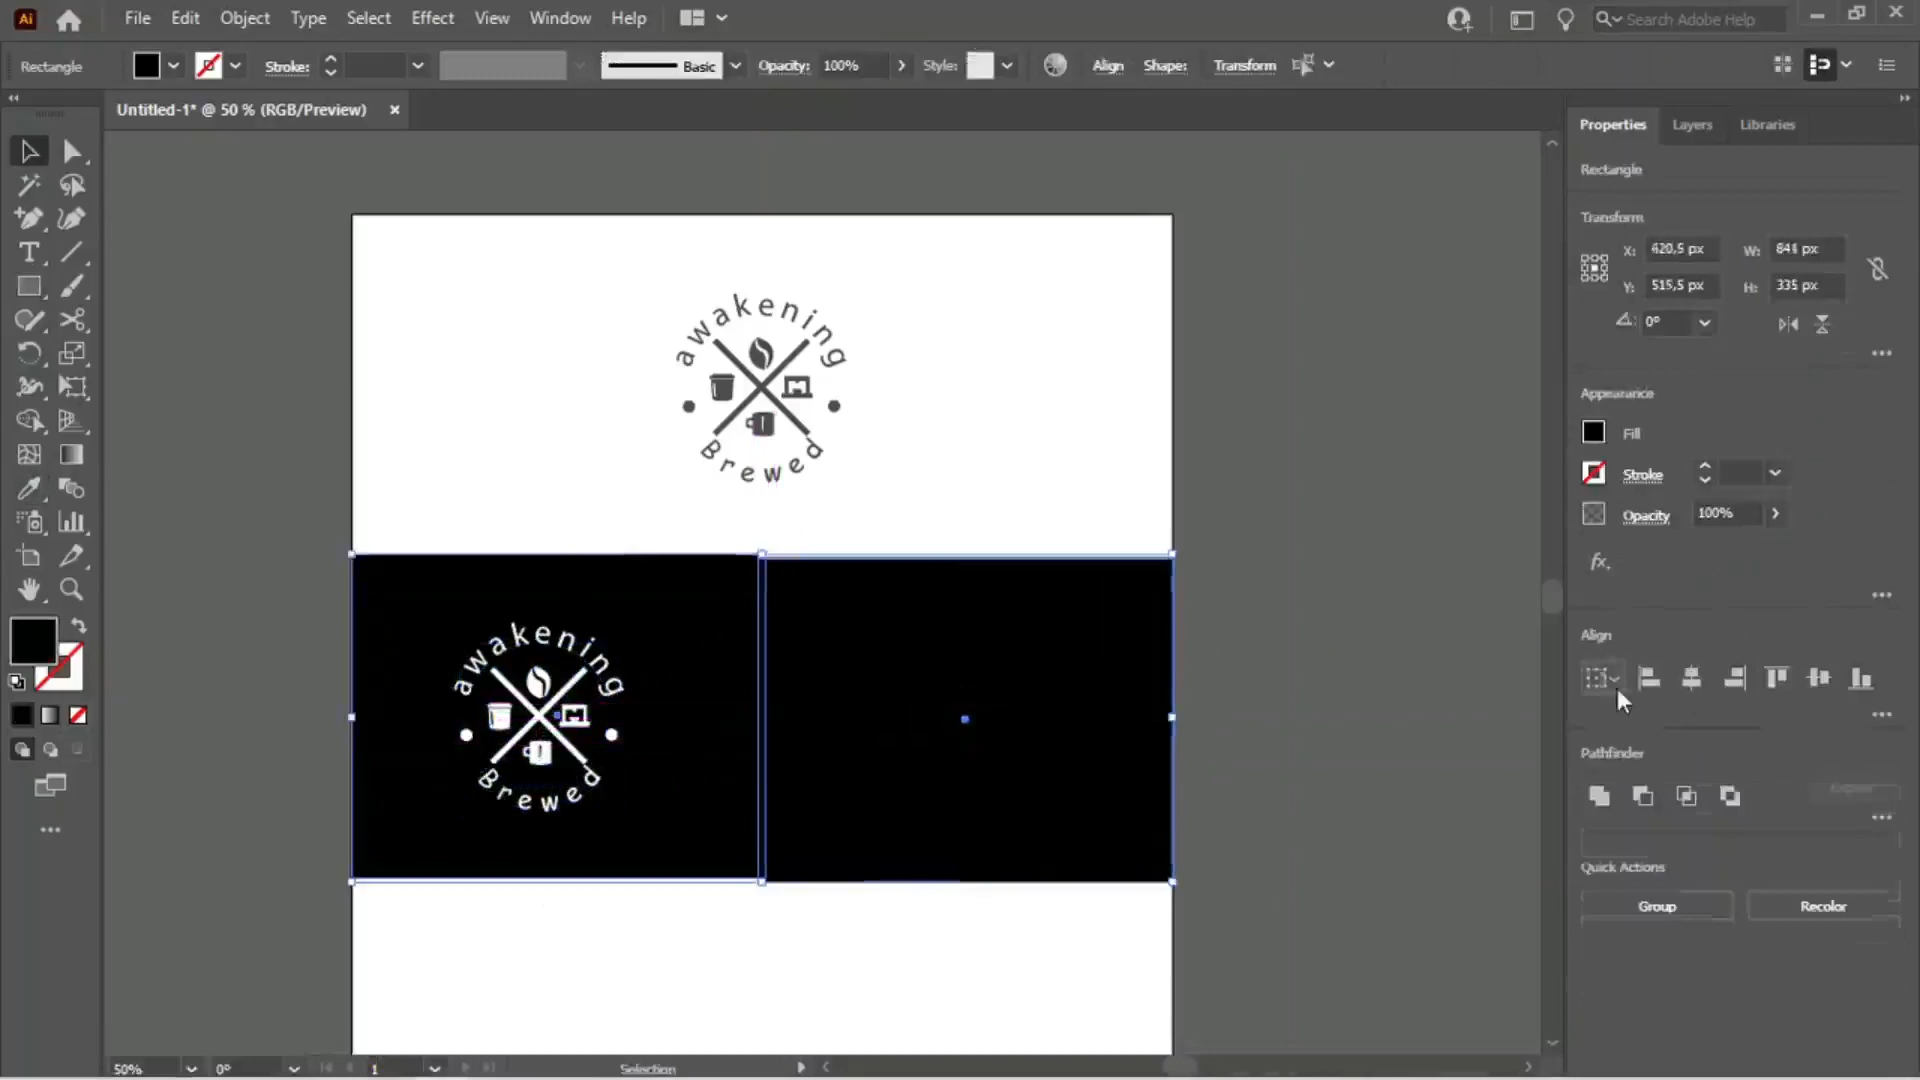 Ai File Edit Object Type Select Effect View Window Help Search Adobe Help
Rectangle Stroke: Basic Opacity: 100% Style: Align Shape: Transform
Untitled-1* @ 50 % (RGB/Preview) ×
Properties Layers Libraries
Rectangle
Transform
X: 420,5 px W: 841 px
Y: 515,5 px H: 335 px
0°
awakening
Brewed
Appearance
Fill
Stroke
Opacity 100%
fx.
awakening
Brewed
Align
Pathfinder
Quick Actions
Group Recolor
50% 0° 1 Selection